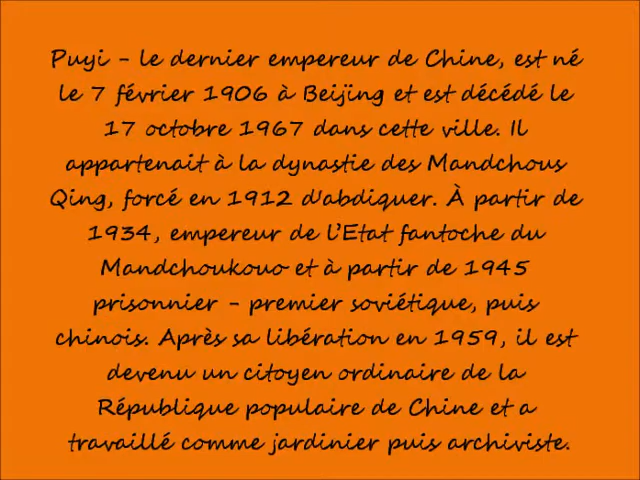 Puyi - le dernier empereur de Chine, est né
le 7 février 1906 à Beijing et est décédé le
17 octobre 1967 dans cette ville. Il
appartenait à la dynastie des Mandchous
Qing, forcé en 1912 d'abdiquer. À partir de
1934, empereur de l’Etat fantoche du
Mandchoukouo et à partir de 1945
prisonnier - premier soviétique, puis
chinois. Après sa libération en 1959, il est
devenu un citoyen ordinaire de la
République populaire de Chine et a
travaillé comme jardinier puis archiviste.